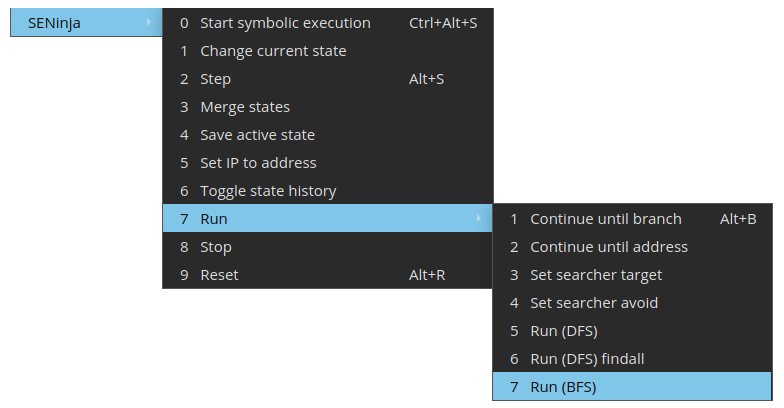 SENinja
0 Start symbolic execution Ctrl+Alt+S
1 Change current state
2 Step Alt+S
3 Merge states
4 Save active state
5 Set IP to address
6 Toggle state history
7 Run
8 Stop
9 Reset Alt+R
1 Continue until branch Alt+B
2 Continue until address
3 Set searcher target
4 Set searcher avoid
5 Run (DFS)
6 Run (DFS) findall
7 Run (BFS)